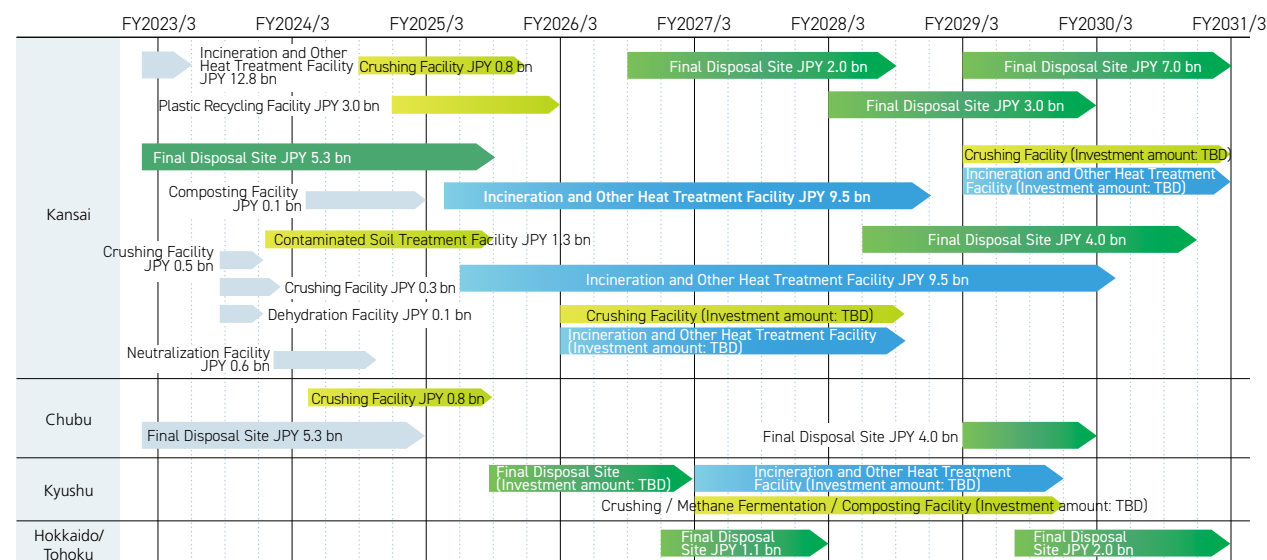 FY2023/3 FY2024/3 FY2025/3 FY2026/3 FY2027/3 FY2028/3 FY2029/3 FY2030/3 FY2031/3
Kansai
Incineration and Other
Heat Treatment Facility
JPY 12.8 bn
Crushing Facility JPY 0.8 bn
Final Disposal Site JPY 2.0 bn
Final Disposal Site JPY 7.0 bn
Plastic Recycling Facility JPY 3.0 bn
Final Disposal Site JPY 3.0 bn
Final Disposal Site JPY 5.3 bn
Crushing Facility (Investment amount: TBD)
Incineration and Other Heat Treatment
Facility (Investment amount: TBD)
Composting Facility
JPY 0.1 bn
Incineration and Other Heat Treatment Facility JPY 9.5 bn
Contaminated Soil Treatment Facility JPY 1.3 bn
Final Disposal Site JPY 4.0 bn
Crushing Facility
JPY 0.5 bn
Crushing Facility JPY 0.3 bn
Incineration and Other Heat Treatment Facility JPY 9.5 bn
Dehydration Facility JPY 0.1 bn
Crushing Facility (Investment amount: TBD)
Incineration and Other Heat Treatment Facility
(Investment amount: TBD)
Neutralization Facility
JPY 0.6 bn
Chubu
Crushing Facility JPY 0.8 bn
Final Disposal Site JPY 5.3 bn
Final Disposal Site JPY 4.0 bn
Kyushu
Final Disposal Site
(Investment amount: TBD)
Incineration and Other Heat Treatment
Facility (Investment amount: TBD)
Crushing / Methane Fermentation / Composting Facility (Investment amount: TBD)
Hokkaido/
Tohoku
Final Disposal
Site JPY 1.1 bn
Final Disposal
Site JPY 2.0 bn